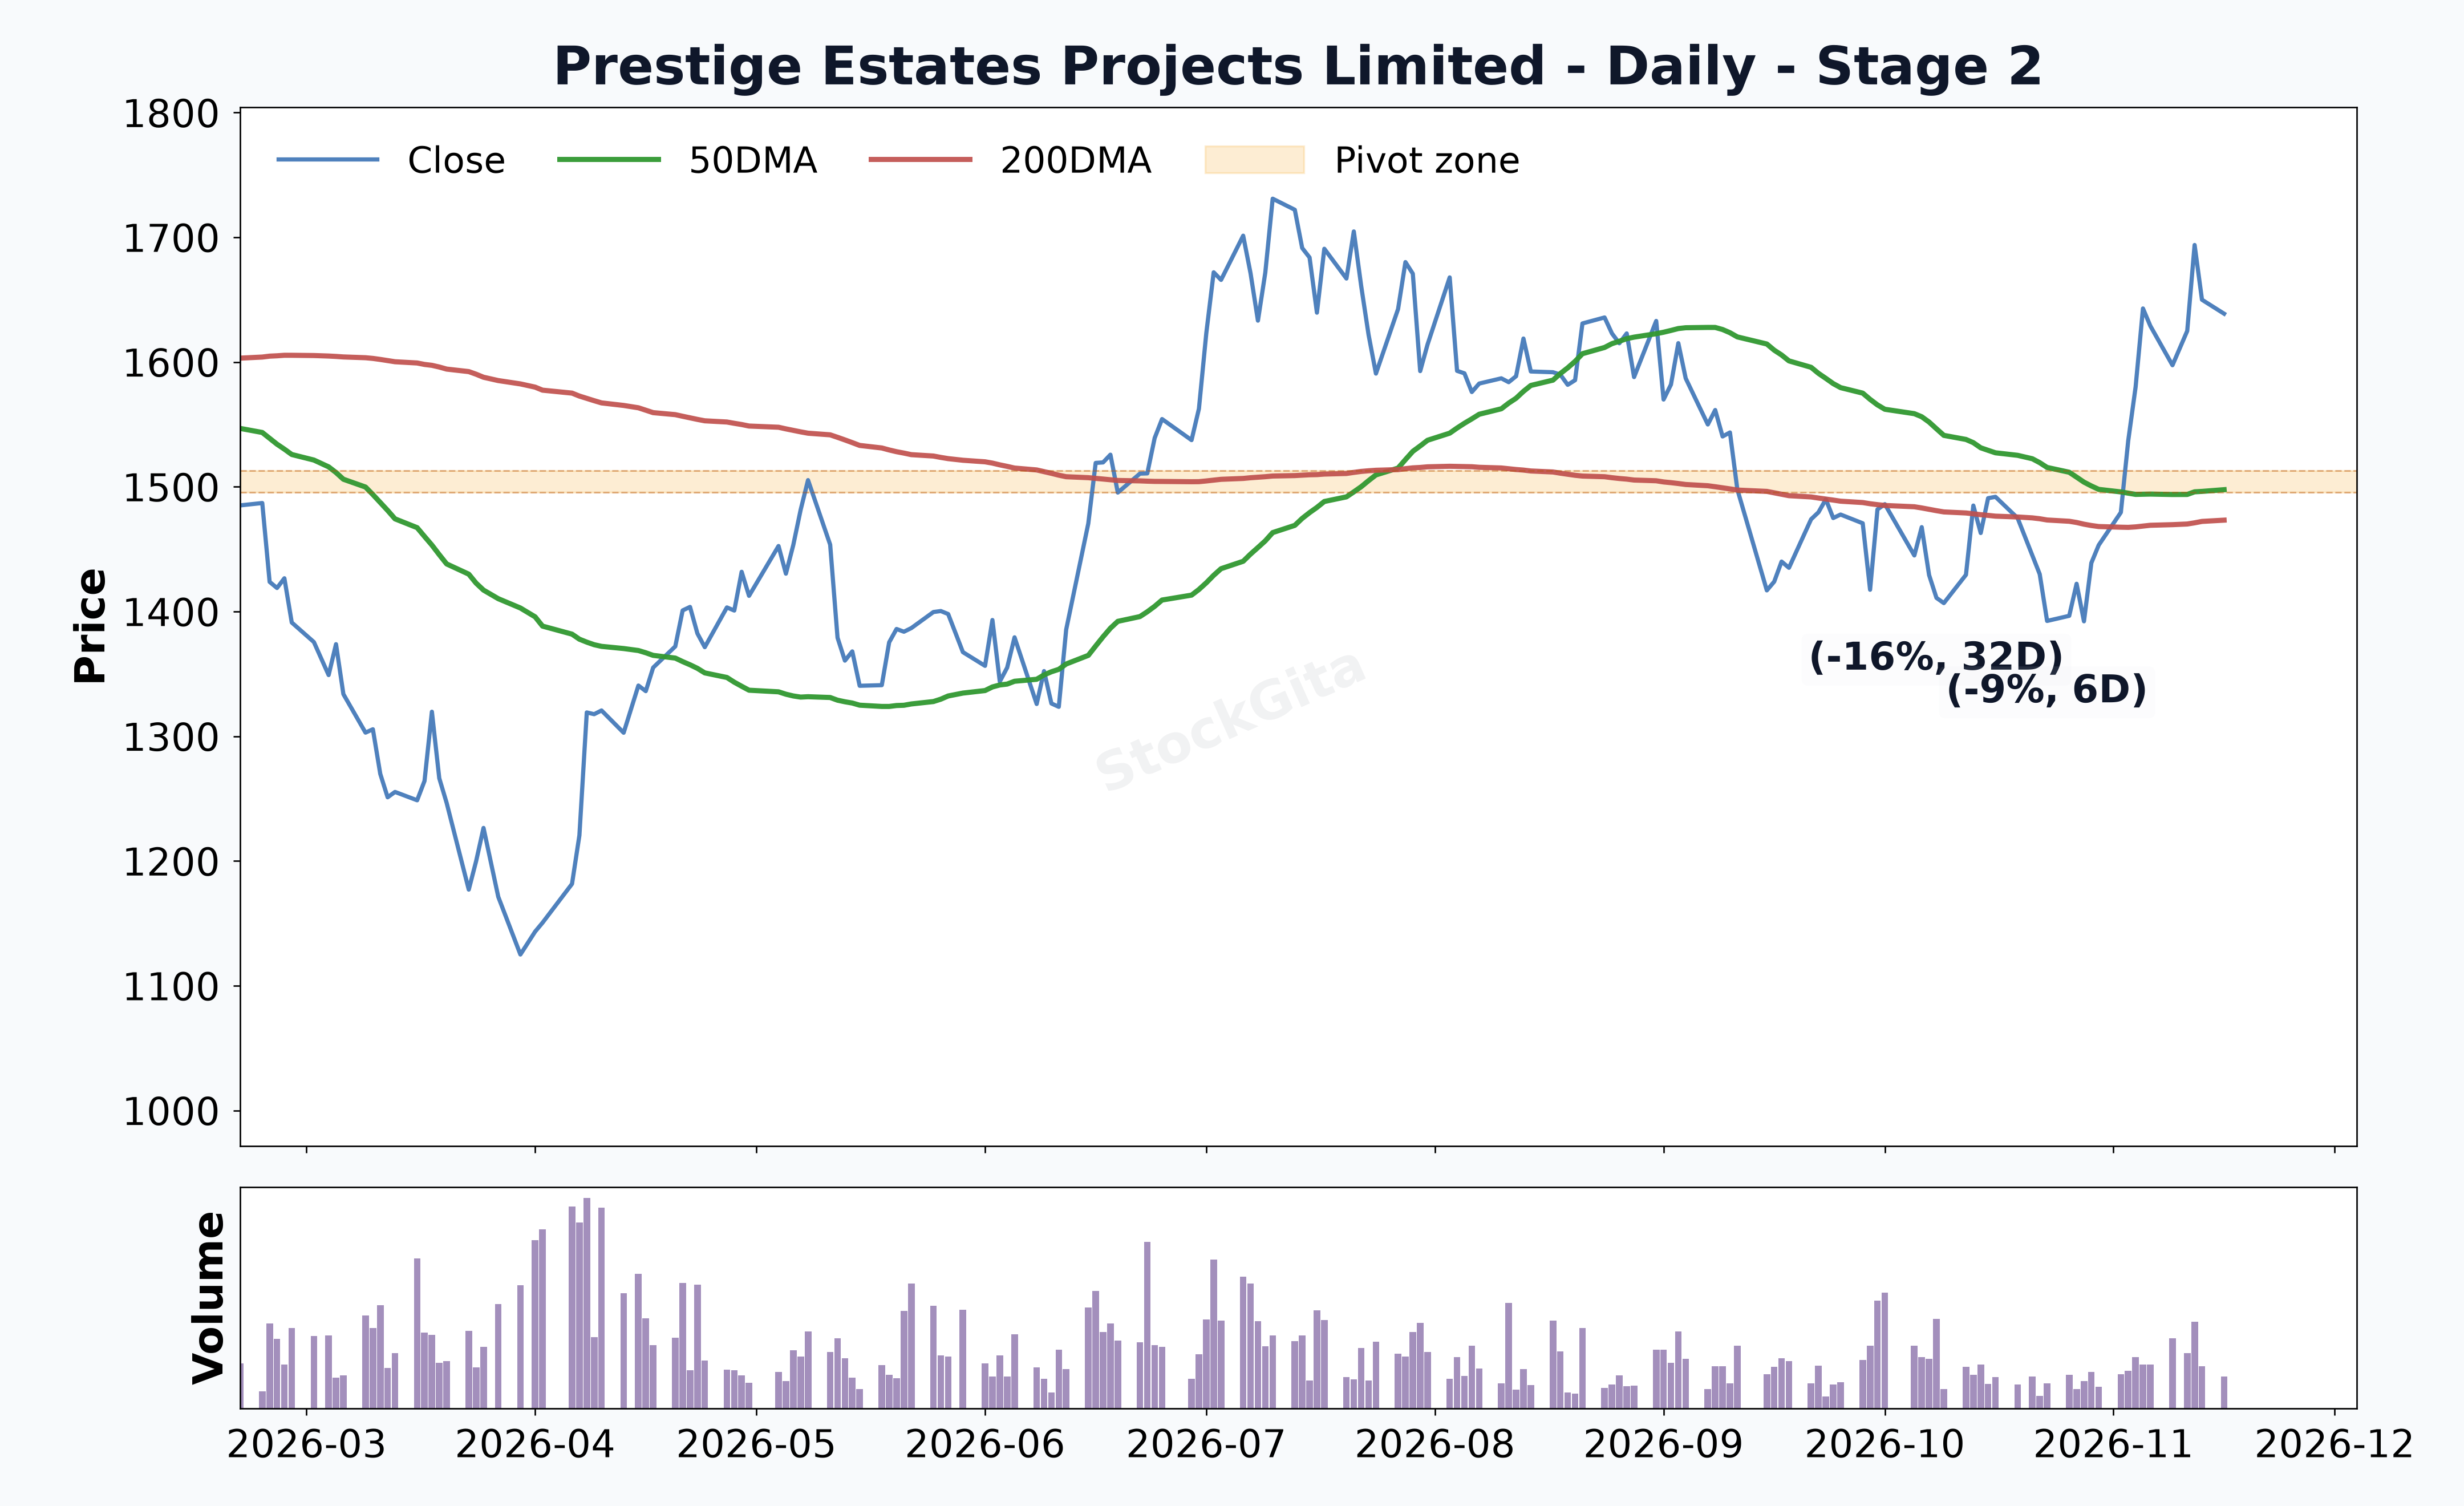 Prestige Estates Projects Limited - Daily - Stage 2
Close 50DMA 200DMA Pivot zone
Price
1800
1700
1600
1500
1400
1300
1200
1100
1000
(-16%, 32D)
(-9%, 6D)
StockGita
Volume
2026-03 2026-04 2026-05 2026-06 2026-07 2026-08 2026-09 2026-10 2026-11 2026-12